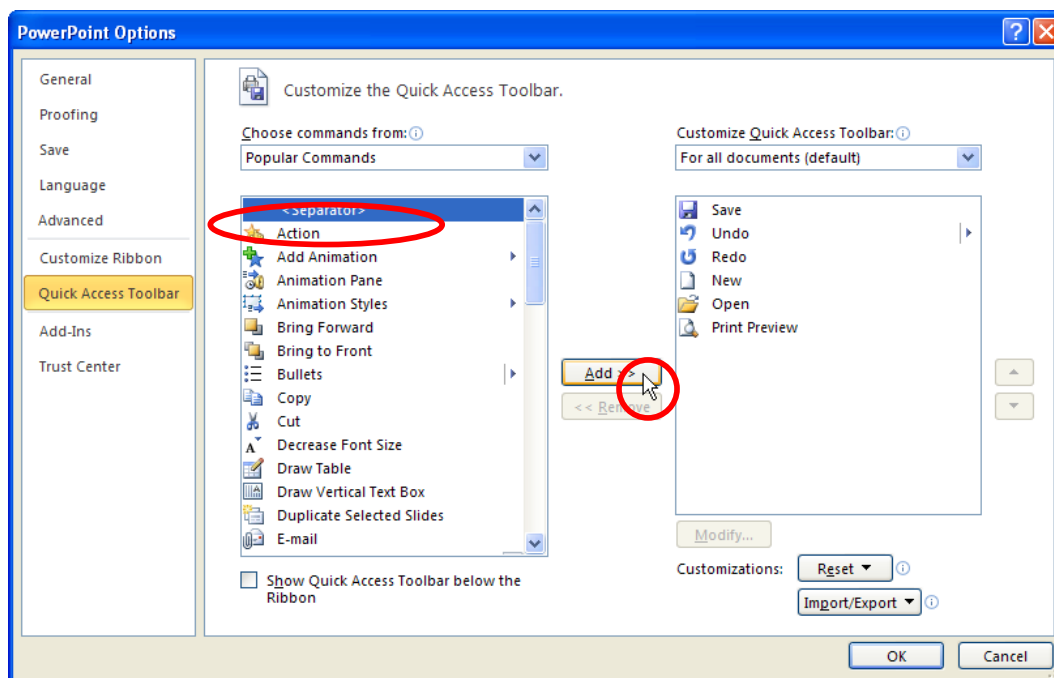 PowerPoint Options
General
Proofing
Save
Language
Advanced
Customize Ribbon
Quick Access Toolbar
Add-Ins
Trust Center
Customize the Quick Access Toolbar.
Choose commands from:
Popular Commands
<Separator>
Action
Add Animation
Animation Pane
Animation Styles
Bring Forward
Bring to Front
Bullets
Copy
Cut
Decrease Font Size
Draw Table
Draw Vertical Text Box
Duplicate Selected Slides
E-mail
Show Quick Access Toolbar below the
Ribbon
Add >>
<< Remove
Customize Quick Access Toolbar:
For all documents (default)
Save
Undo
Redo
New
Open
Print Preview
Modify...
Customizations:
Reset
Import/Export
OK
Cancel